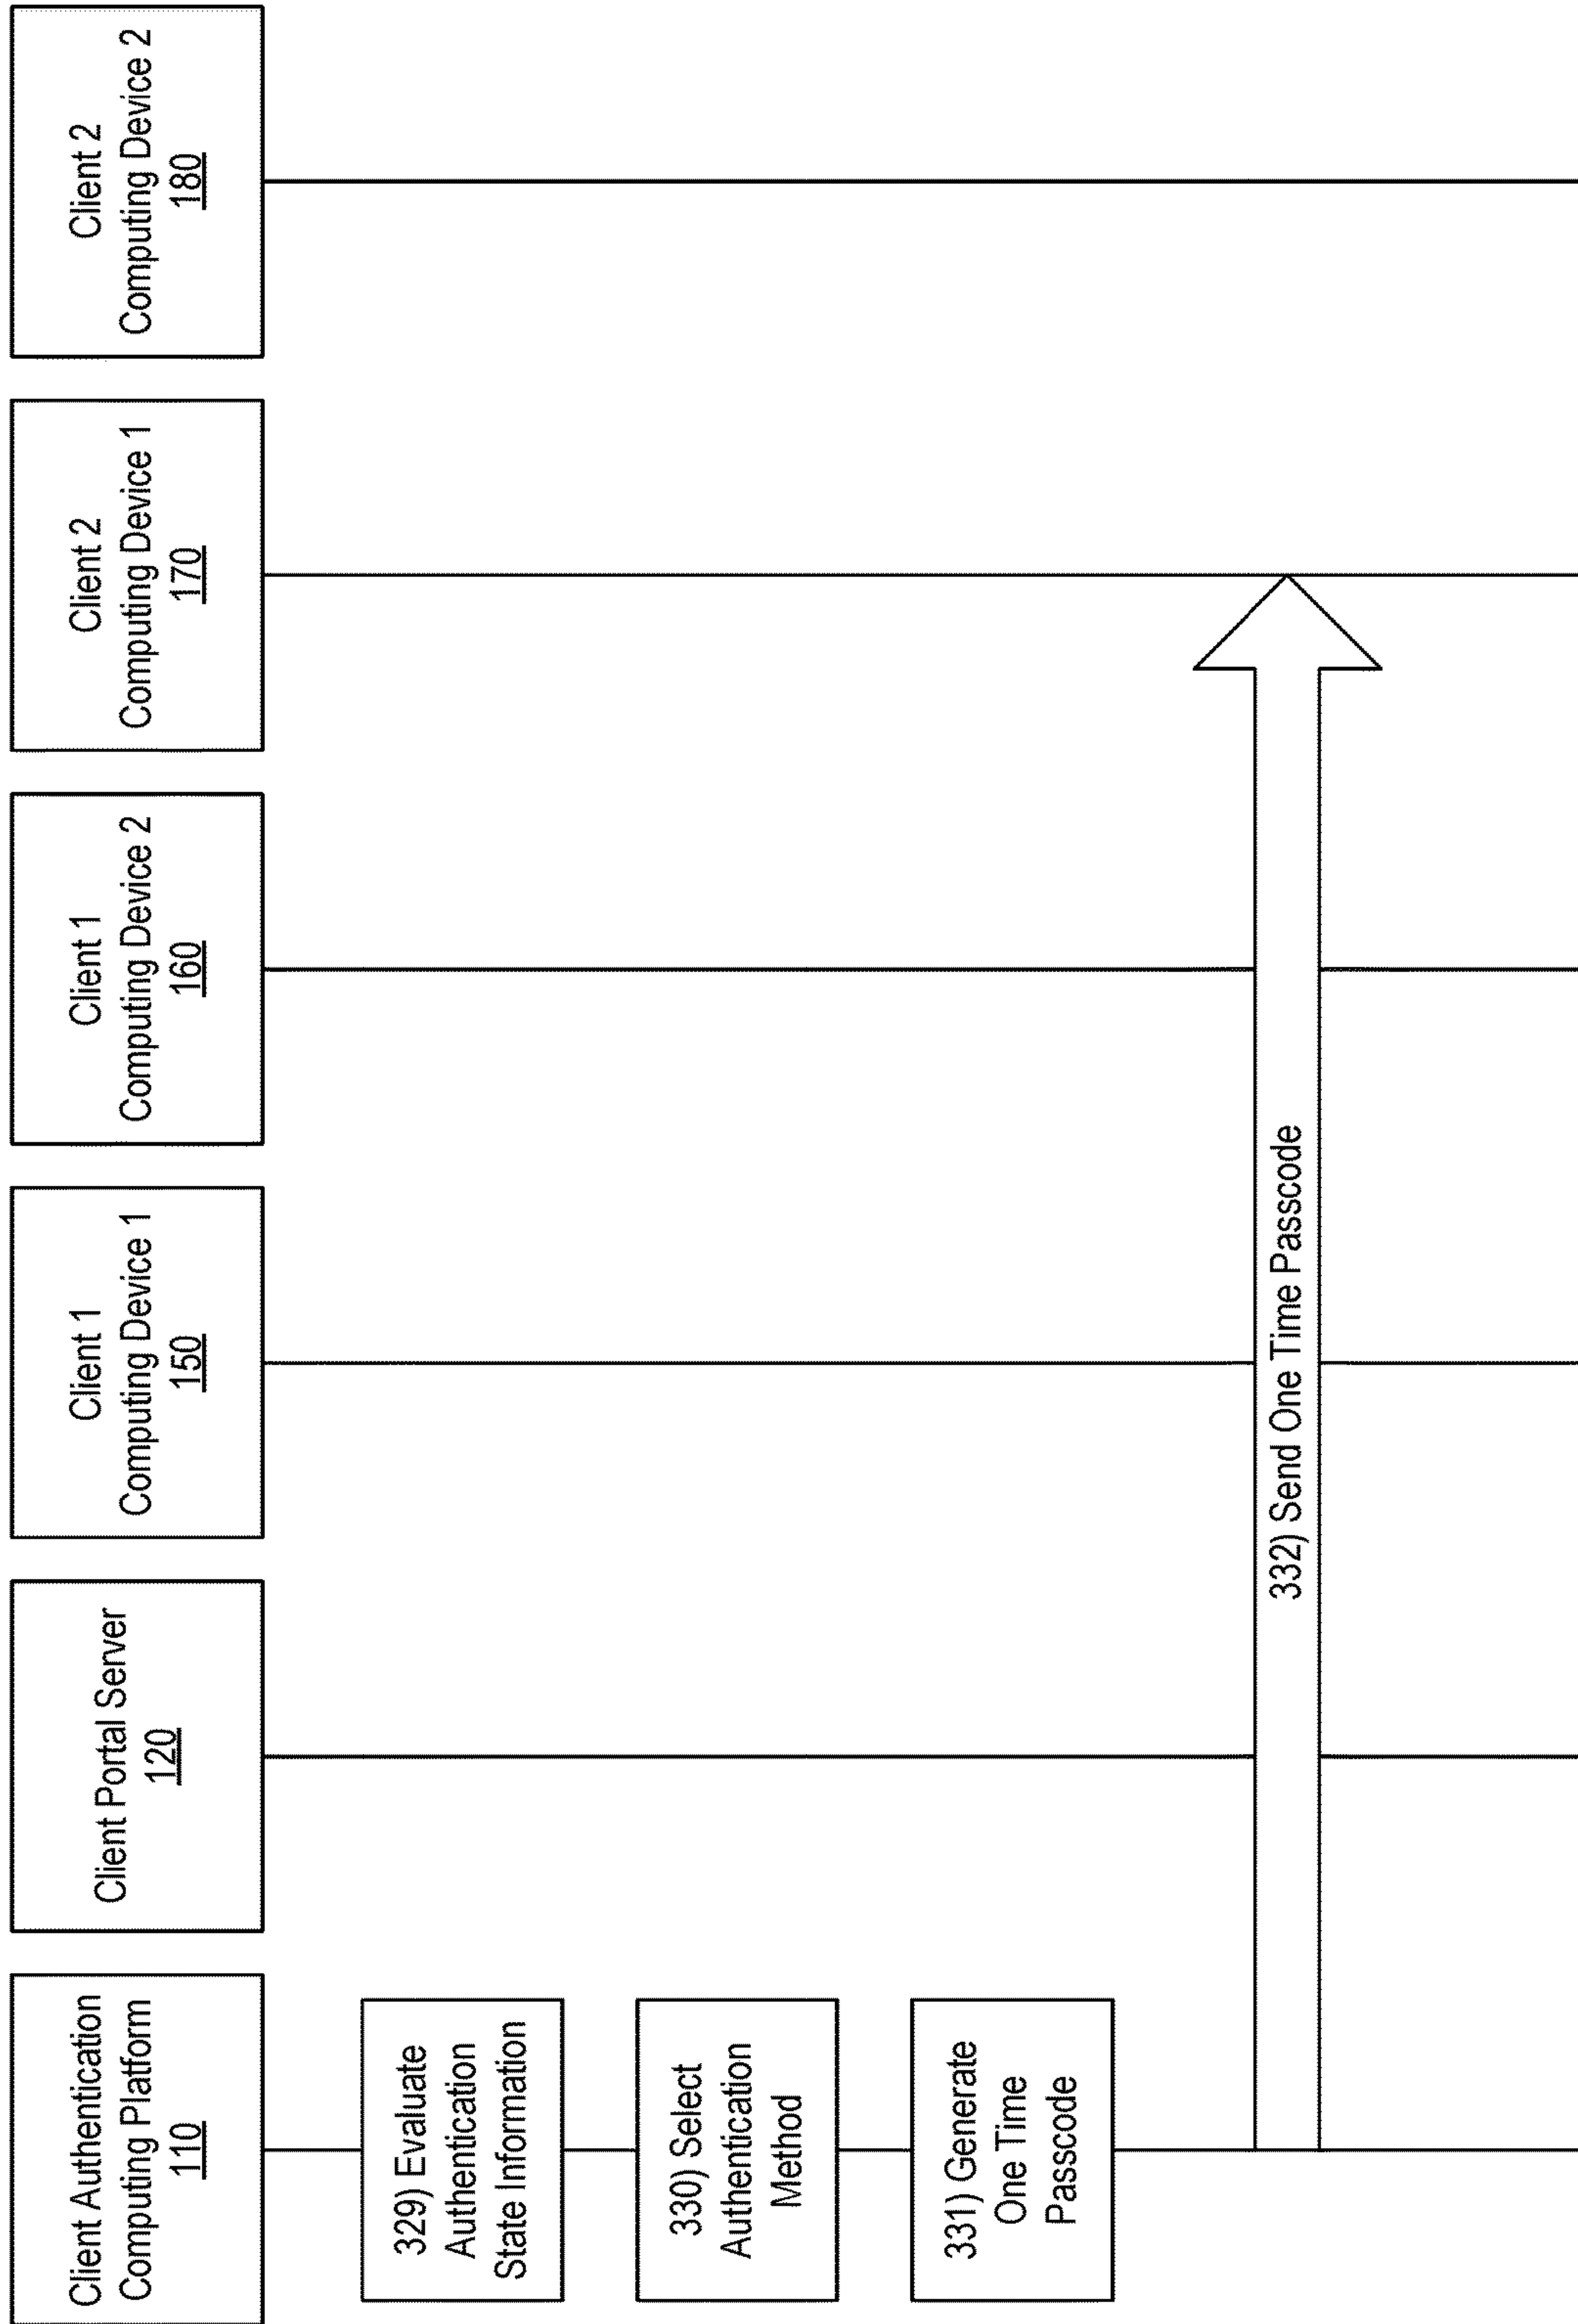 Client Authentication
Computing Platform
110
Client Portal Server
120
Client 1
Computing Device 1
150
Client 1
Computing Device 2
160
Client 2
Computing Device 1
170
Client 2
Computing Device 2
180
329) Evaluate
Authentication
State Information
330) Select
Authentication
Method
331) Generate
One Time
Passcode
332) Send One Time Passcode